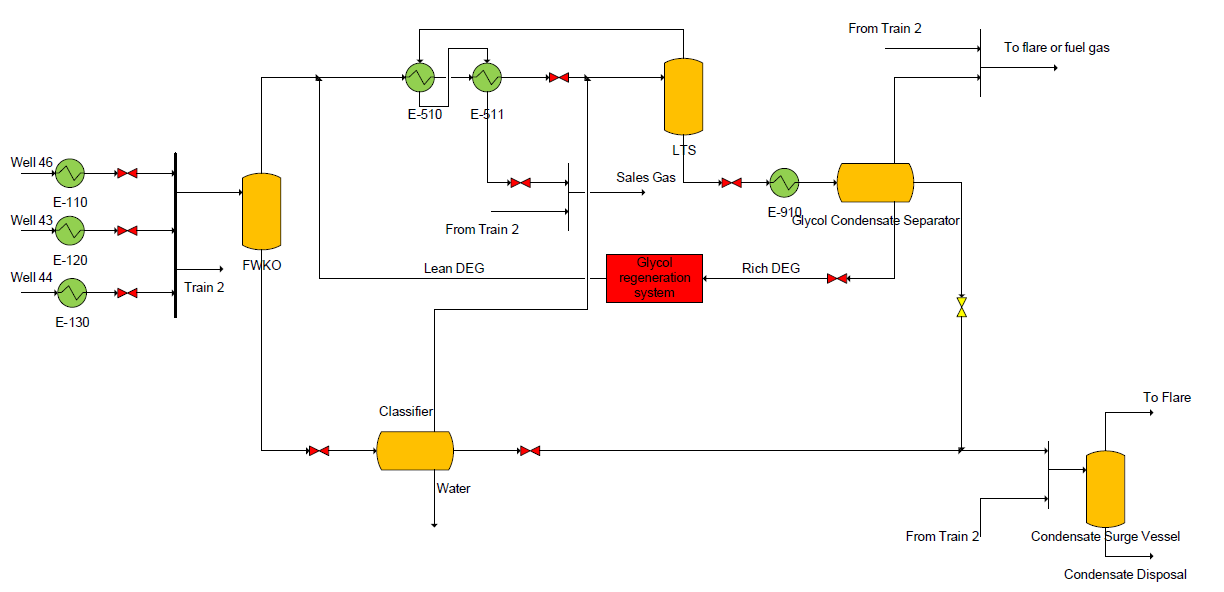 From Train 2
To flare or fuel gas
E-510
E-511
LTS
Well 46
E-110
Sales Gas
Well 43
E-910
Glycol Condensate Separator
From Train 2
E-120
FWKO
Lean DEG
Glycol
regeneration
system
Rich DEG
Well 44
Train 2
E-130
To Flare
Classifier
Water
From Train 2
Condensate Surge Vessel
Condensate Disposal